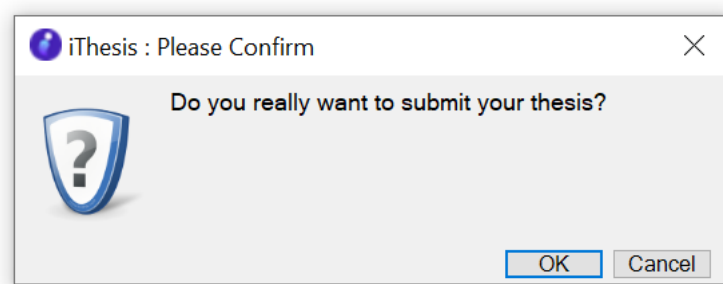 iThesis : Please Confirm
Do you really want to submit your thesis?
OK Cancel